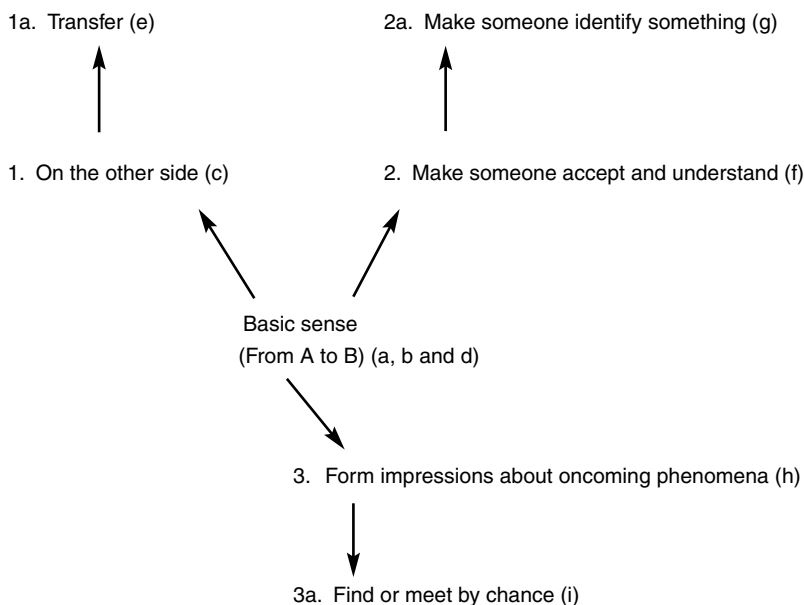 1a. Transfer (e)
2a. Make someone identify something (g)
1. On the other side (c)
2. Make someone accept and understand (f)
Basic sense
(From A to B) (a, b and d)
3. Form impressions about oncoming phenomena (h)
3a. Find or meet by chance (i)